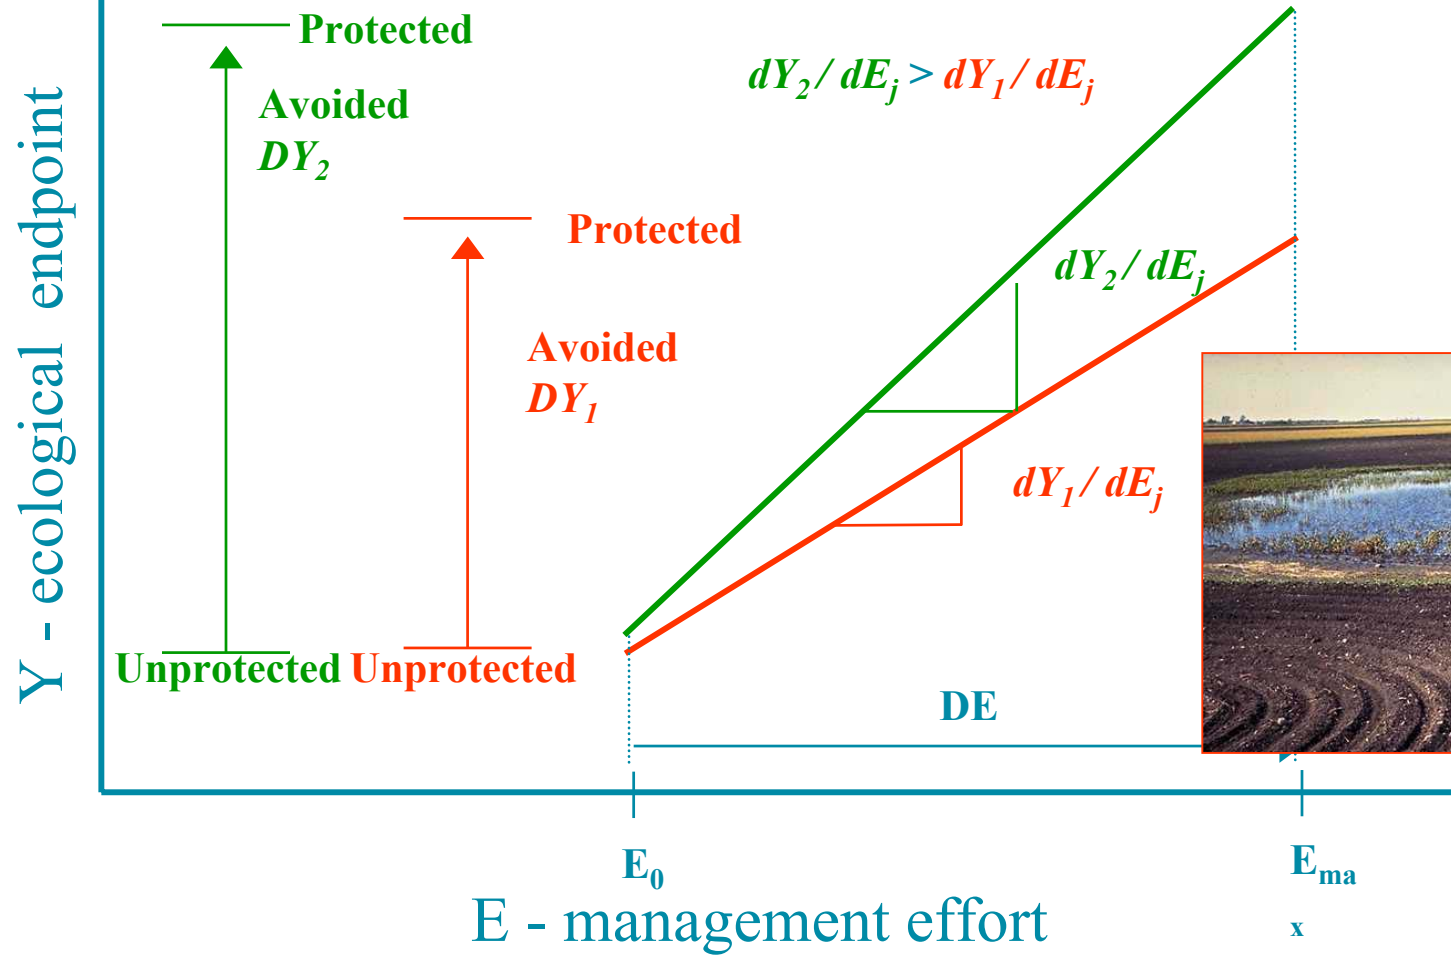 Protected
Avoided
DY2
Unprotected
Protected
Avoided
DY1
Unprotected
dY2 / dEj > dY1 / dEj
dY2 / dEj
dY1 / dEj
DE
E0
Ema
x
E - management effort
Y - ecological endpoint